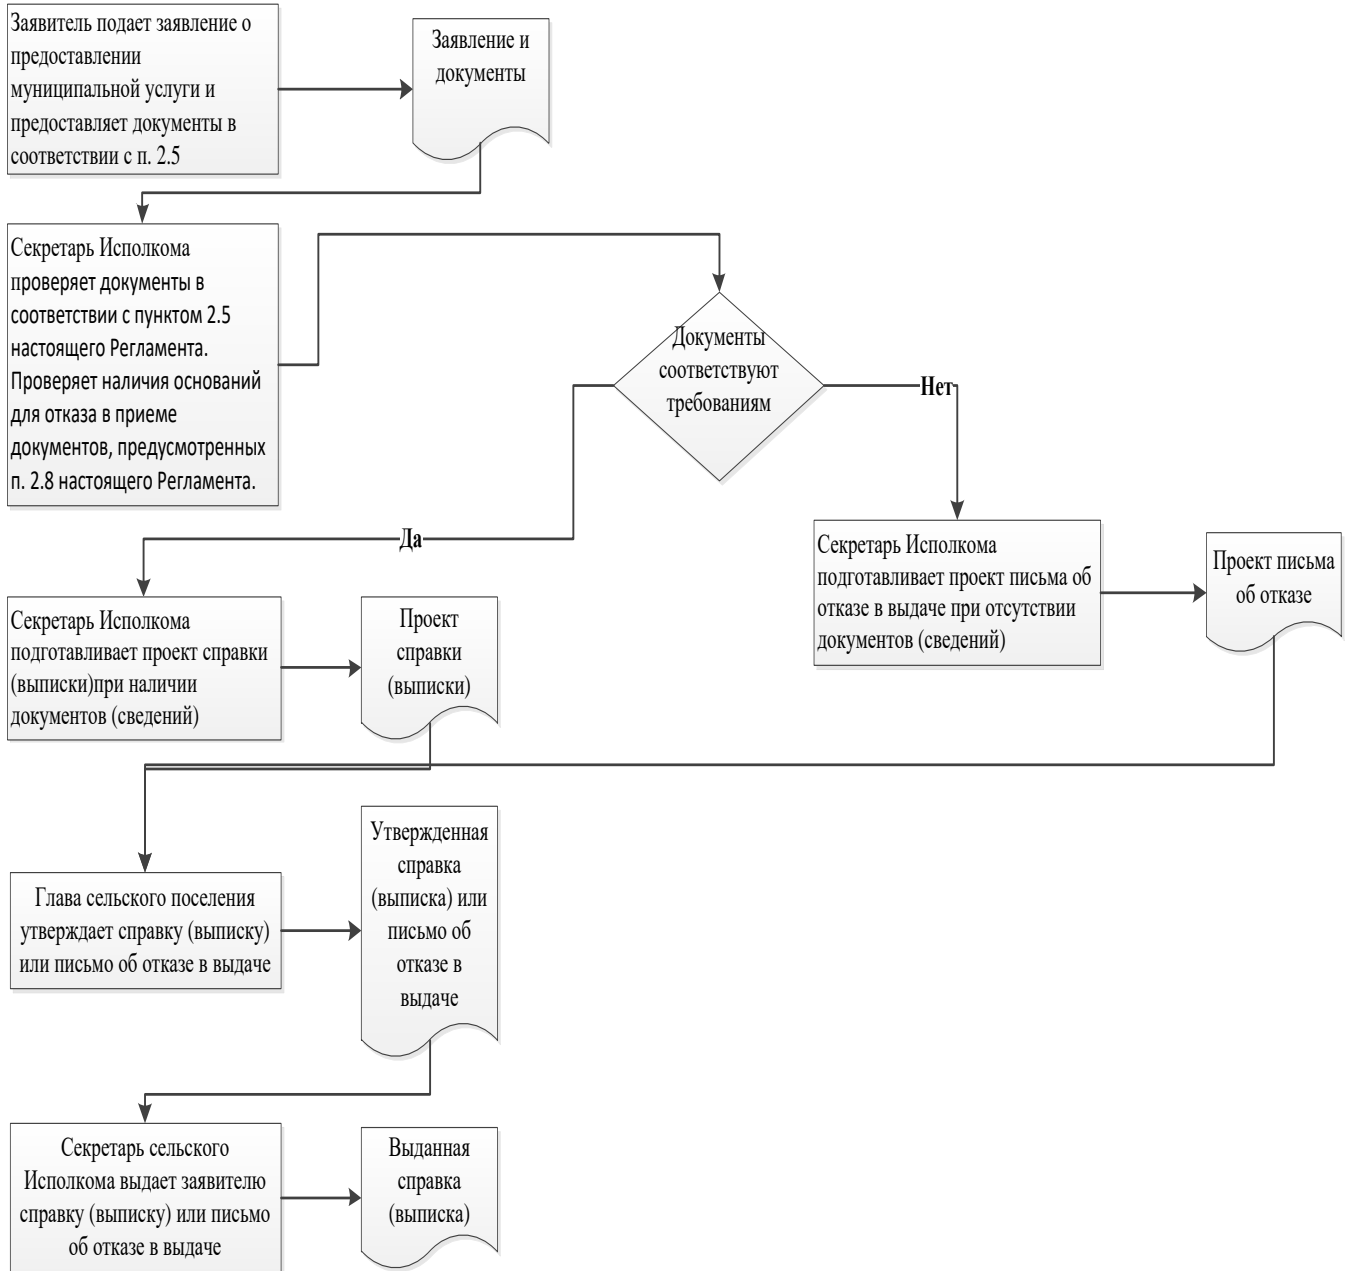 Заявитель подает заявление о
предоставлении
муниципальной услуги и
предоставляет документы в
соответствии с п. 2.5
Заявление и
документы
Секретарь Исполкома
проверяет документы в
соответствии с пунктом 2.5
настоящего Регламента.
Проверяет наличия оснований
для отказа в приеме
документов, предусмотренных
п. 2.8 настоящего Регламента.
Документы
соответствуют
требованиям
Нет
Да
Секретарь Исполкома
подготавливает проект письма об
отказе в выдаче при отсутствии
документов (сведений)
Проект письма
об отказе
Секретарь Исполкома
подготавливает проект справки
(выписки)при наличии
документов (сведений)
Проект
справки
(выписки)
Глава сельского поселения
утверждает справку (выписку)
или письмо об отказе в выдаче
Утвержденная
справка
(выписка) или
письмо об
отказе в
выдаче
Секретарь сельского
Исполкома выдает заявителю
справку (выписку) или письмо
об отказе в выдаче
Выданная
справка
(выписка)